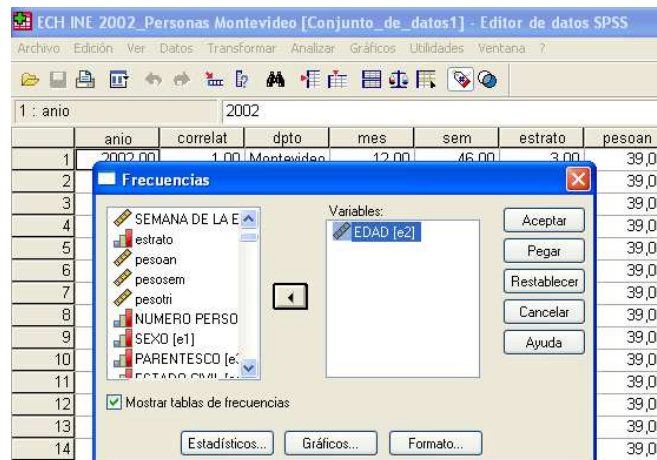 ECH INE 2002_Personas Montevideo [Conjunto_de_datos1] - Editor de datos SPSS
Archivo Edición Ver Datos Transformar Analizar Gráficos Utilidades Ventana ?
1 : anio 2002
anio correlat dpto mes sem estrato pesoan
1 2002,00 1,00 Montevideo 12,00 46,00 3,00 39,0
2 Frecuencias 39,0
3 39,0
SEMANA DE LA E
Variables:
EDAD [e2]
Aceptar
4 39,0
estrato
5 39,0
pesoan
Pegar
6 39,0
pesosem
Restablecer
7 39,0
pesotri
8 39,0
NUMERO PERSO
Cancelar
9 39,0
SEXO [e1]
Ayuda
10 39,0
PARENTESCO [e
11 39,0
ESTADO CIVIL
12 39,0
Mostrar tablas de frecuencias
13 39,0
14 39,0
Estadísticos... Gráficos... Formato...